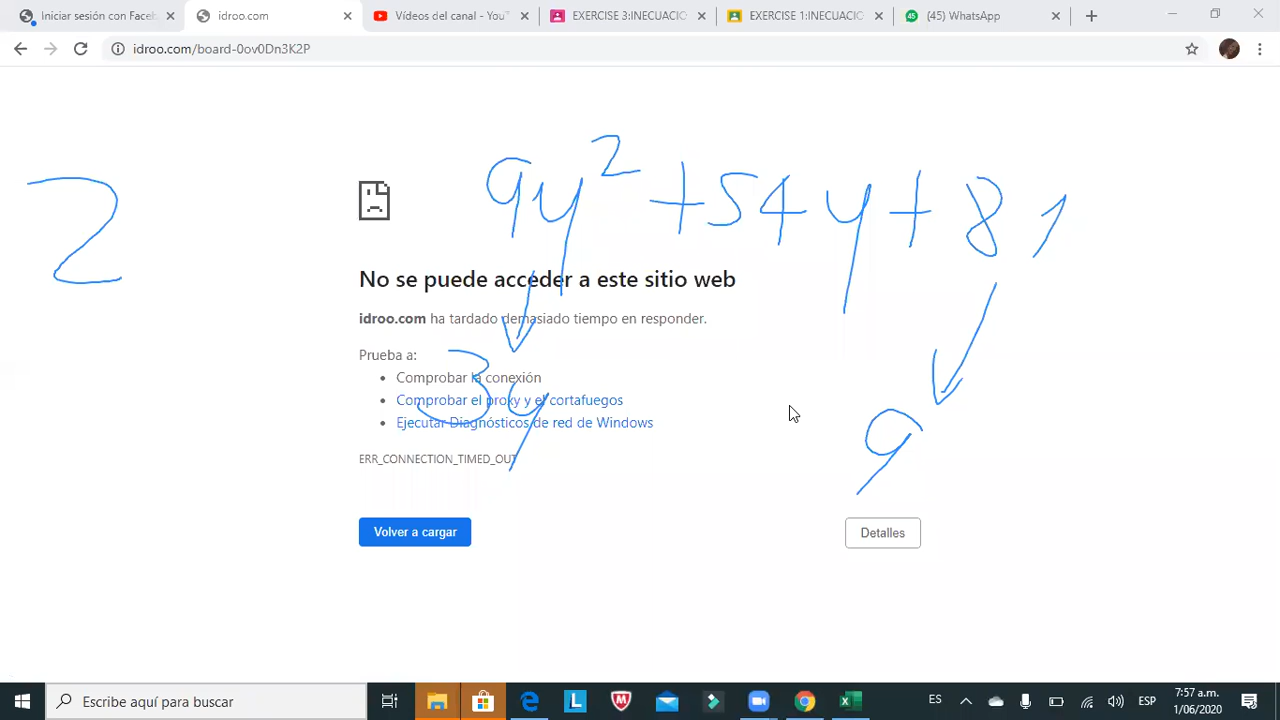 Iniciar sesión con Faceb
idroo.com
Vídeos del canal - YouT
EXERCISE 3:INECUACIO
EXERCISE 1:INECUACIO
(45) WhatsApp
idroo.com/board-0ov0Dn3K2P
2
9y² + 54y + 81
No se puede acceder a este sitio web
idroo.com ha tardado demasiado tiempo en responder.
Prueba a:
• Comprobar la conexión
• Comprobar el proxy y el cortafuegos
• Ejecutar Diagnósticos de red de Windows
3y
9
ERR_CONNECTION_TIMED_OUT
Volver a cargar
Detalles
Escribe aquí para buscar
ES
ESP
7:57 a.m.
1/06/2020